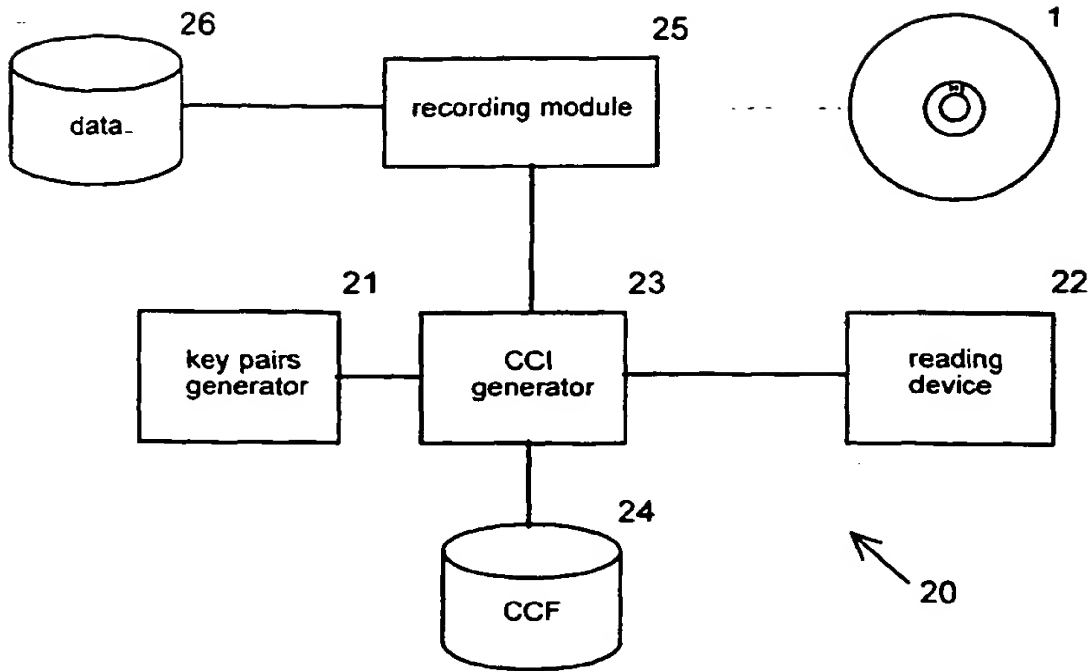 26
25
1
data
recording module
21
23
22
key pairs
generator
CCI
generator
reading
device
24
CCF
20